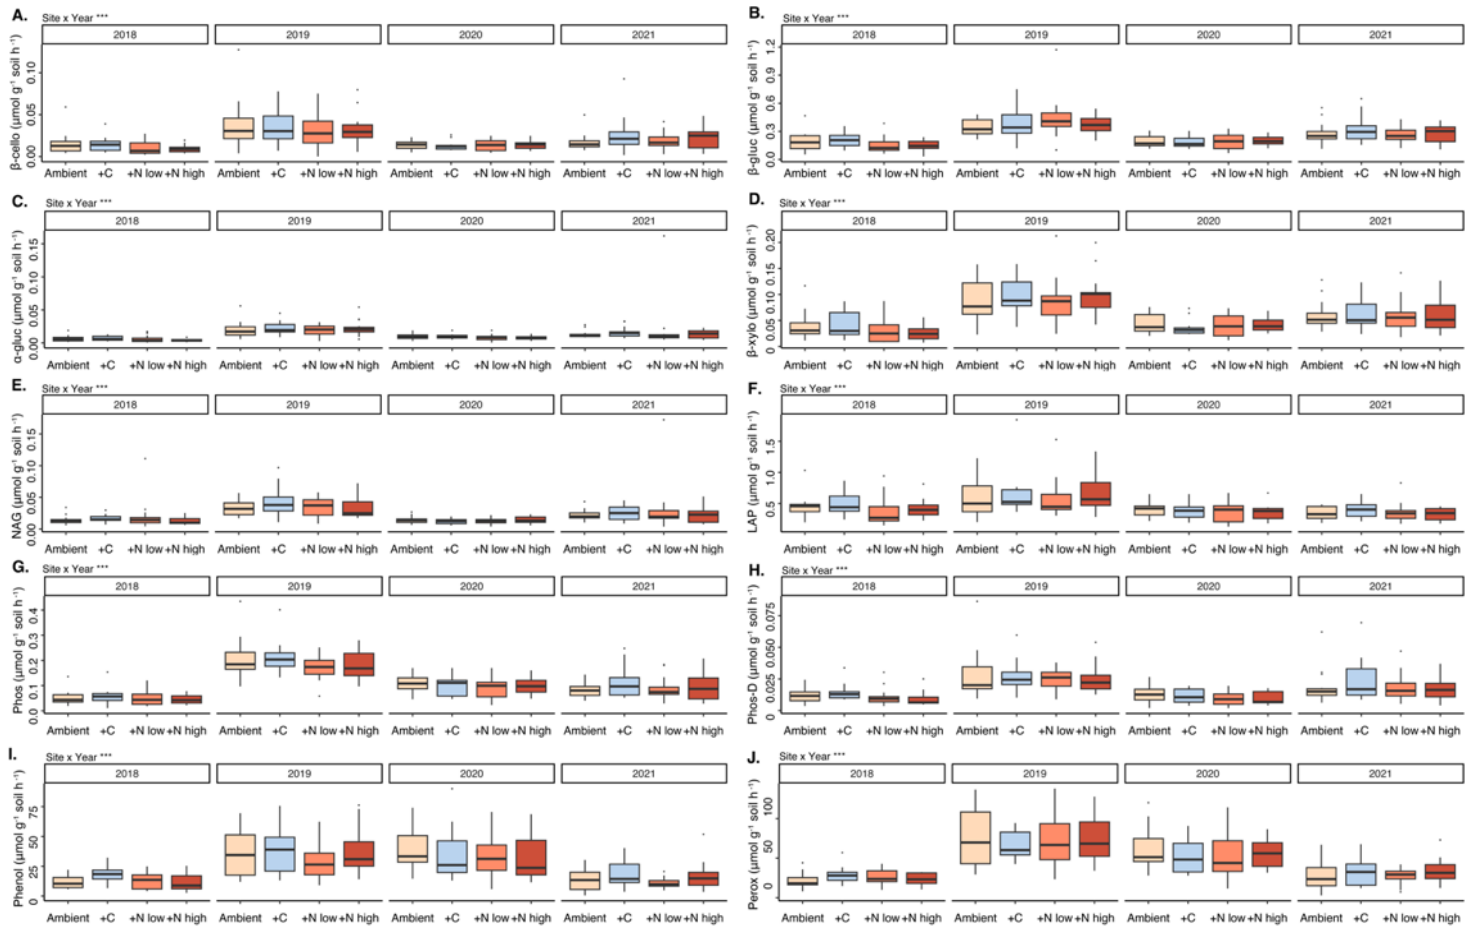 A.
Site x Year ***
2018 2019 2020 2021
β-cello (μmol g⁻¹ soil h⁻¹)
0.00 0.05 0.10
Ambient +C +N low +N high Ambient +C +N low +N high Ambient +C +N low +N high Ambient +C +N low +N high
B.
Site x Year ***
2018 2019 2020 2021
β-gluc (μmol g⁻¹ soil h⁻¹)
0.0 0.3 0.6 0.9 1.2
Ambient +C +N low +N high Ambient +C +N low +N high Ambient +C +N low +N high Ambient +C +N low +N high
C.
Site x Year ***
2018 2019 2020 2021
α-gluc (μmol g⁻¹ soil h⁻¹)
0.00 0.05 0.10 0.15
Ambient +C +N low +N high Ambient +C +N low +N high Ambient +C +N low +N high Ambient +C +N low +N high
D.
Site x Year ***
2018 2019 2020 2021
β-xylo (μmol g⁻¹ soil h⁻¹)
0.00 0.05 0.10 0.15 0.20
Ambient +C +N low +N high Ambient +C +N low +N high Ambient +C +N low +N high Ambient +C +N low +N high
E.
Site x Year ***
2018 2019 2020 2021
NAG (μmol g⁻¹ soil h⁻¹)
0.00 0.05 0.10 0.15
Ambient +C +N low +N high Ambient +C +N low +N high Ambient +C +N low +N high Ambient +C +N low +N high
F.
Site x Year ***
2018 2019 2020 2021
LAP (μmol g⁻¹ soil h⁻¹)
0.5 1.0 1.5
Ambient +C +N low +N high Ambient +C +N low +N high Ambient +C +N low +N high Ambient +C +N low +N high
G.
Site x Year ***
2018 2019 2020 2021
Phos (μmol g⁻¹ soil h⁻¹)
0.0 0.1 0.2 0.3 0.4
Ambient +C +N low +N high Ambient +C +N low +N high Ambient +C +N low +N high Ambient +C +N low +N high
H.
Site x Year ***
2018 2019 2020 2021
Phos-D (μmol g⁻¹ soil h⁻¹)
0 0.025 0.050 0.075
Ambient +C +N low +N high Ambient +C +N low +N high Ambient +C +N low +N high Ambient +C +N low +N high
I.
Site x Year ***
2018 2019 2020 2021
Phenol (μmol g⁻¹ soil h⁻¹)
0 25 50 75
Ambient +C +N low +N high Ambient +C +N low +N high Ambient +C +N low +N high Ambient +C +N low +N high
J.
Site x Year ***
2018 2019 2020 2021
Perox (μmol g⁻¹ soil h⁻¹)
0 50 100
Ambient +C +N low +N high Ambient +C +N low +N high Ambient +C +N low +N high Ambient +C +N low +N high